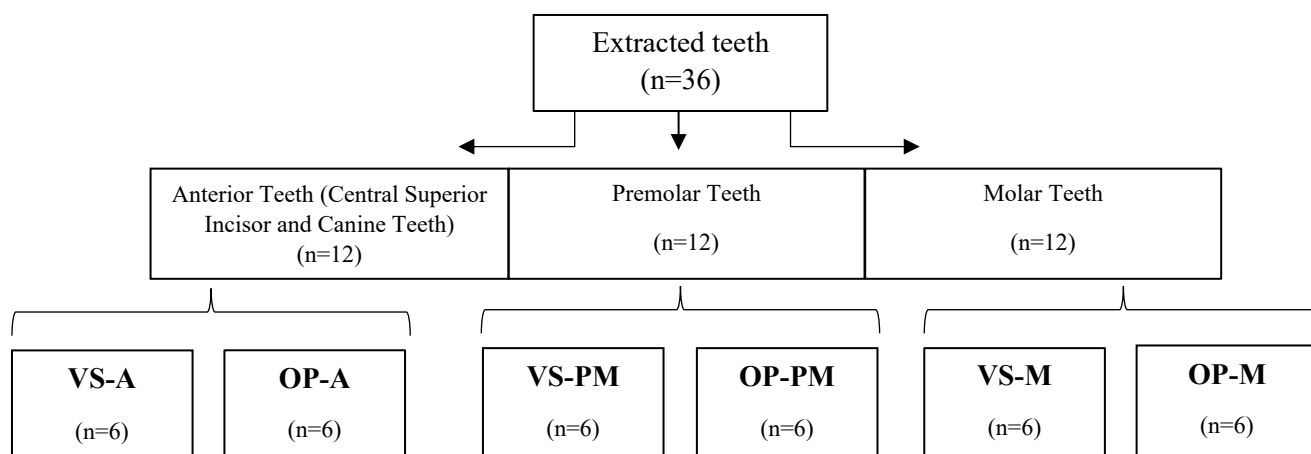 Extracted teeth
(n=36)
Anterior Teeth (Central Superior
Incisor and Canine Teeth)
(n=12)
Premolar Teeth
(n=12)
Molar Teeth
(n=12)
VS-A
(n=6)
OP-A
(n=6)
VS-PM
(n=6)
OP-PM
(n=6)
VS-M
(n=6)
OP-M
(n=6)